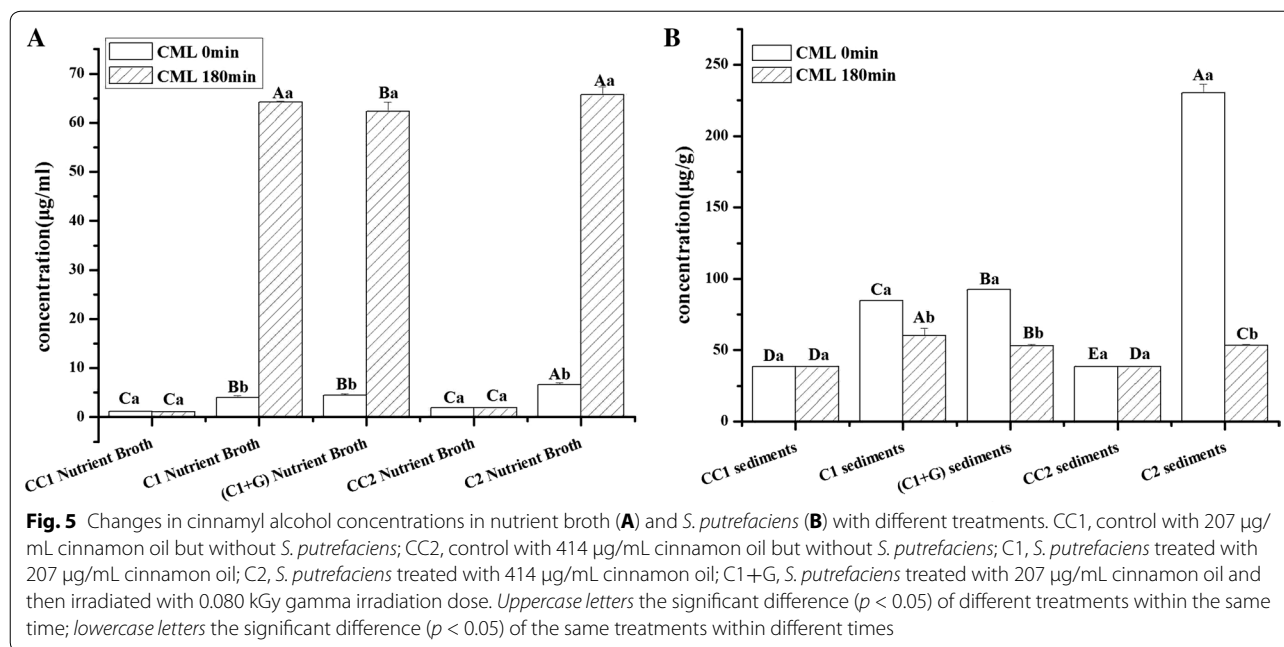 A
CML 0min
CML 180min
concentration(µg/ml)
70
60
50
40
30
20
10
0
Ca
Ca
Bb
Aa
Bb
Ba
Ca
Ca
Ab
Aa
CC1 Nutrient Broth
C1 Nutrient Broth
(C1+G) Nutrient Broth
CC2 Nutrient Broth
C2 Nutrient Broth
B
CML 0min
CML 180min
concentration(µg/g)
250
200
150
100
50
0
Da
Da
Ca
Ab
Ba
Bb
Ea
Da
Aa
Cb
CC1 sediments
C1 sediments
(C1+G) sediments
CC2 sediments
C2 sediments
Fig. 5 Changes in cinnamyl alcohol concentrations in nutrient broth (A) and S. putrefaciens (B) with different treatments. CC1, control with 207 µg/
mL cinnamon oil but without S. putrefaciens; CC2, control with 414 µg/mL cinnamon oil but without S. putrefaciens; C1, S. putrefaciens treated with
207 µg/mL cinnamon oil; C2, S. putrefaciens treated with 414 µg/mL cinnamon oil; C1+G, S. putrefaciens treated with 207 µg/mL cinnamon oil and
then irradiated with 0.080 kGy gamma irradiation dose. Uppercase letters the significant difference (p < 0.05) of different treatments within the same
time; lowercase letters the significant difference (p < 0.05) of the same treatments within different times